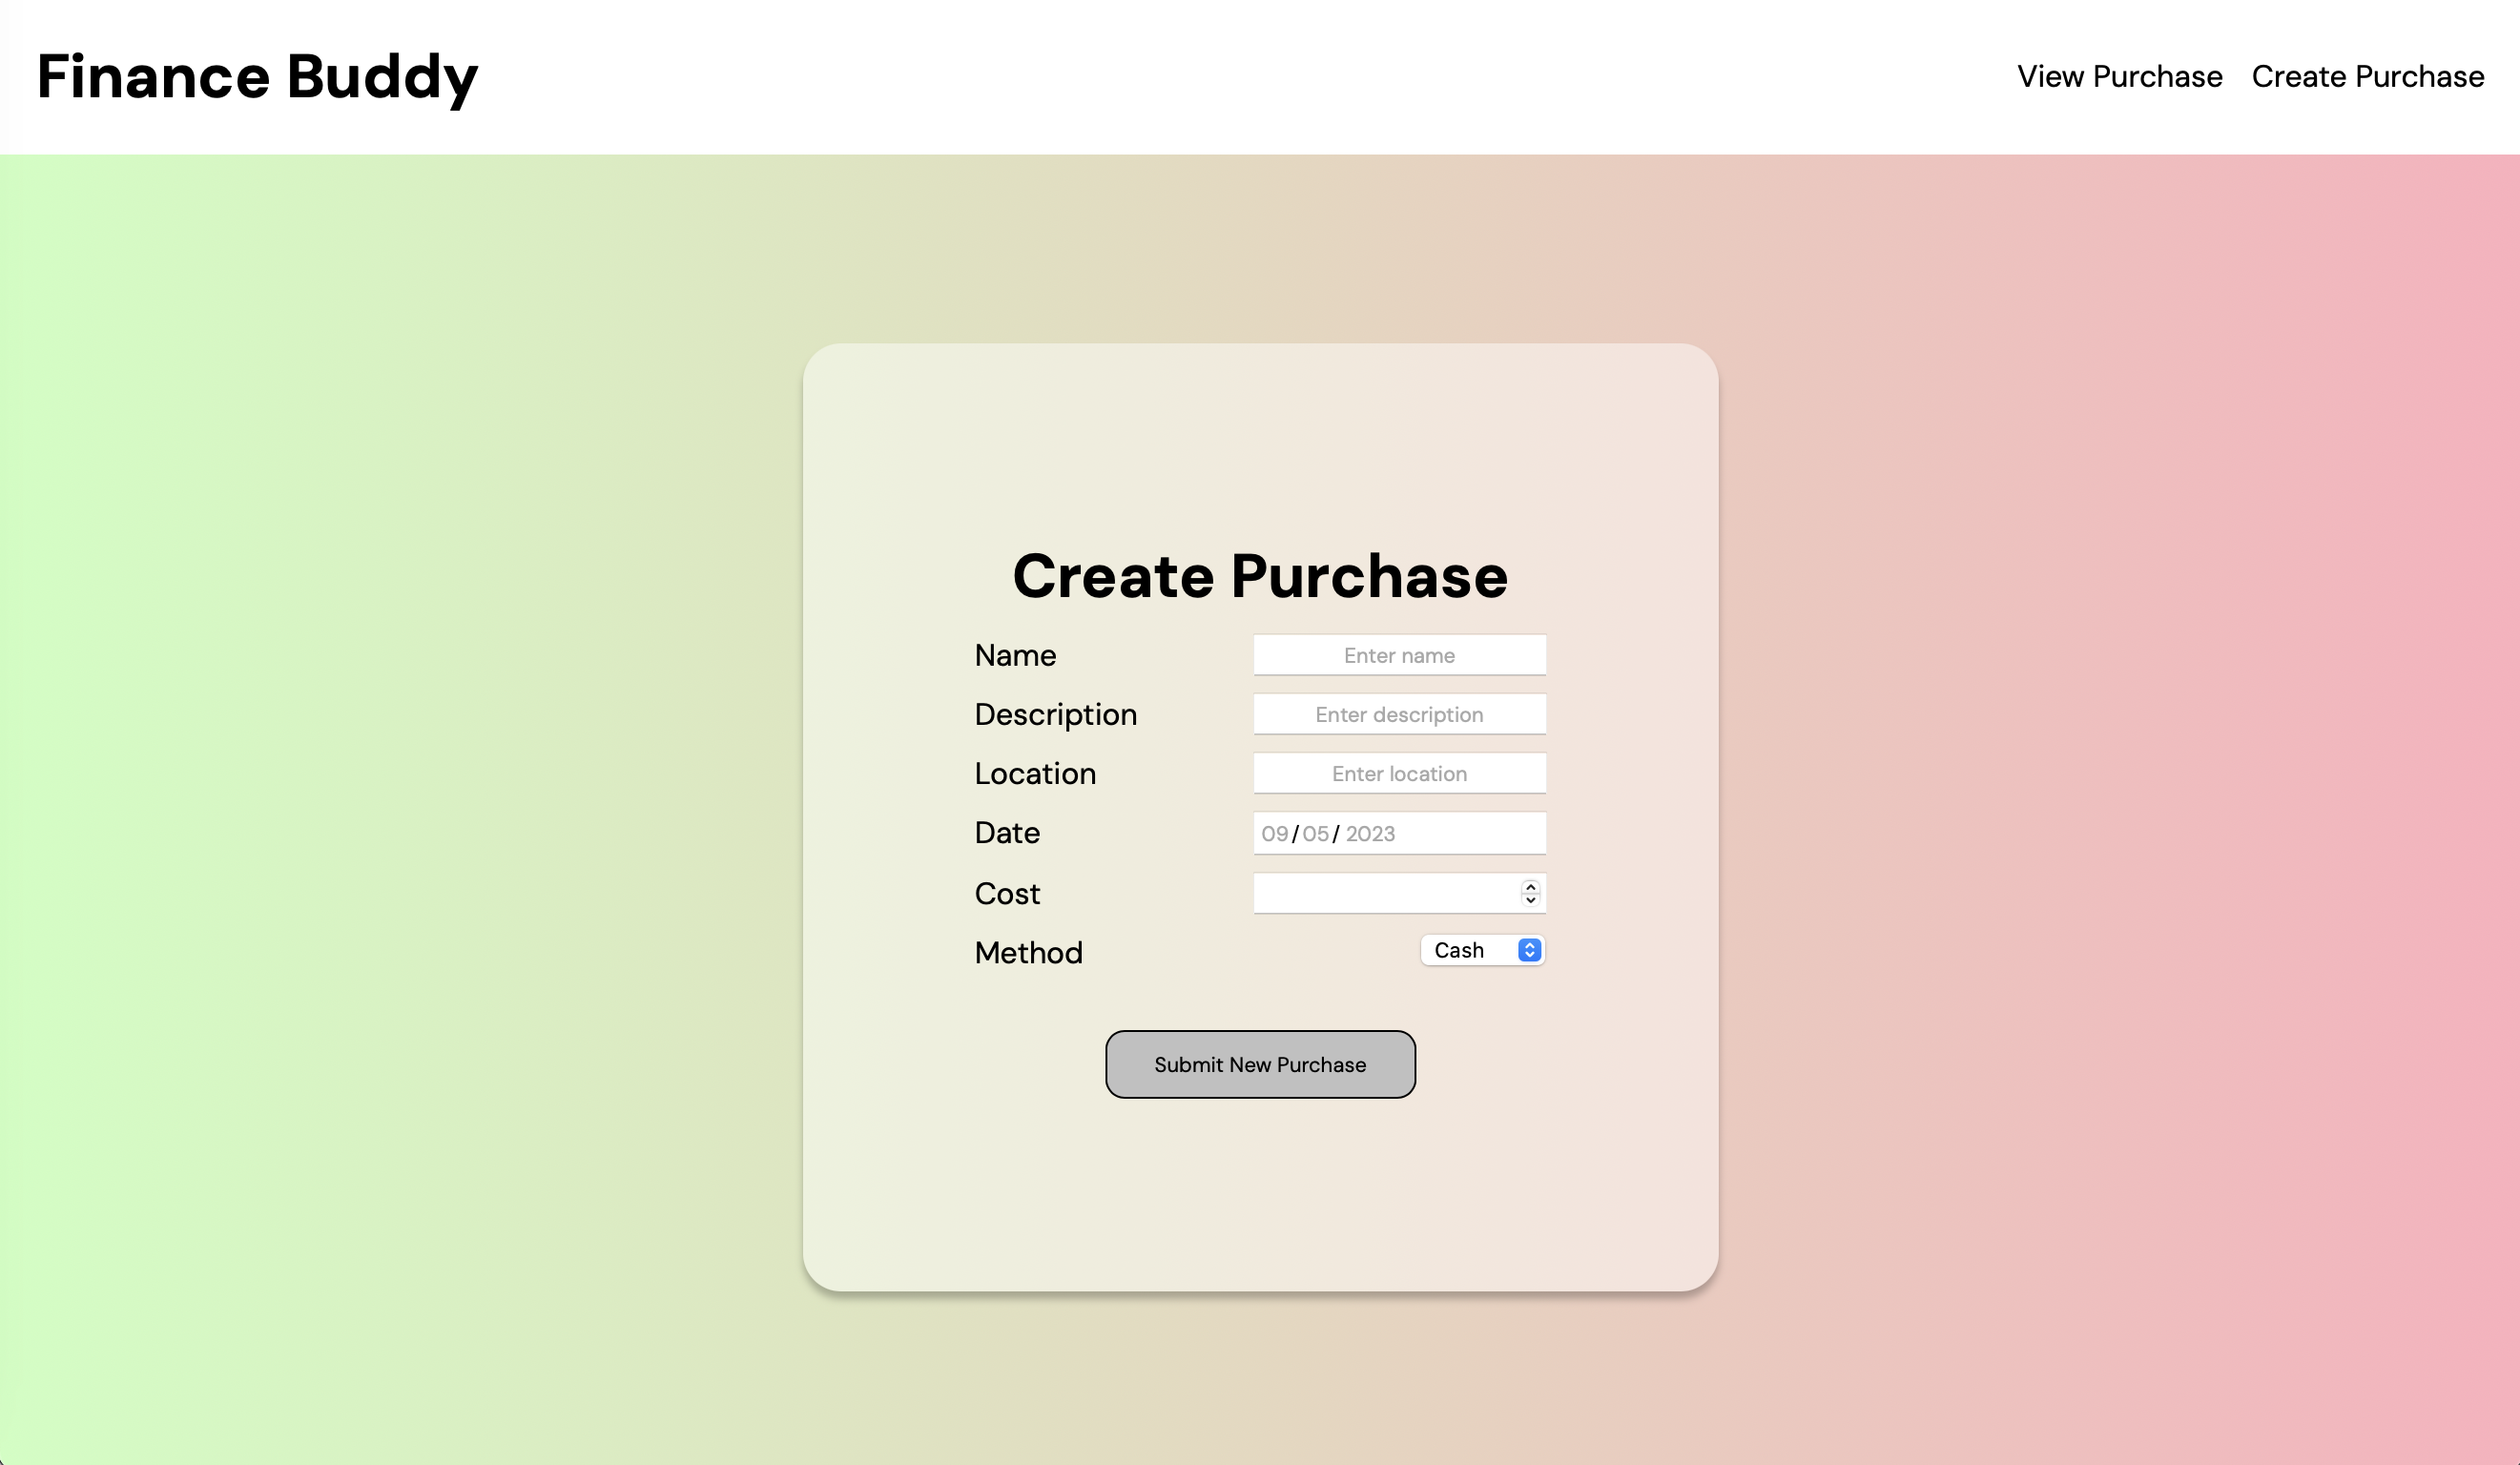 Finance Buddy View Purchase Create Purchase
Create Purchase
Name Enter name
Description Enter description
Location Enter location
Date 09/05/2023
Cost
Method Cash
Submit New Purchase